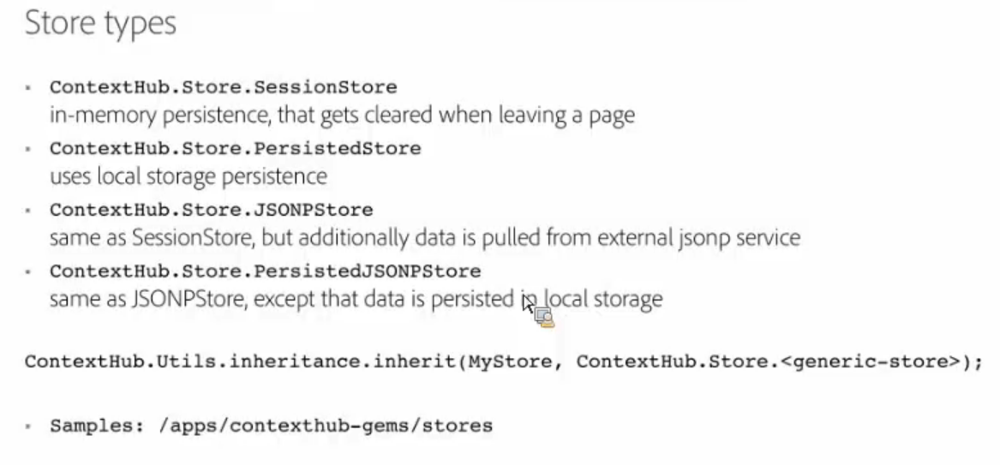 Store types
ContextHub.Store.SessionStore
in-memory persistence, that gets cleared when leaving a page
ContextHub.Store.PersistedStore
uses local storage persistence
ContextHub.Store.JSONPStore
same as SessionStore, but additionally data is pulled from external jsonp service
ContextHub.Store.PersistedJSONPStore
same as JSONPStore, except that data is persisted in local storage
ContextHub.Utils.inheritance.inherit(MyStore, ContextHub.Store.<generic-store>);
Samples: /apps/contexthub-gems/stores